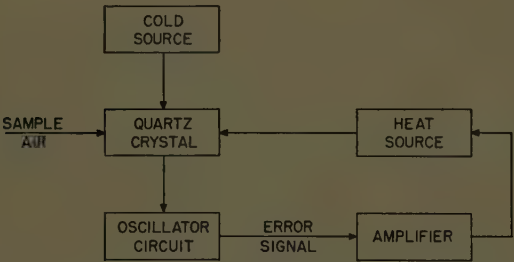 COLD
SOURCE
SAMPLE
AIR
QUARTZ
CRYSTAL
HEAT
SOURCE
OSCILLATOR
CIRCUIT
ERROR
SIGNAL
AMPLIFIER